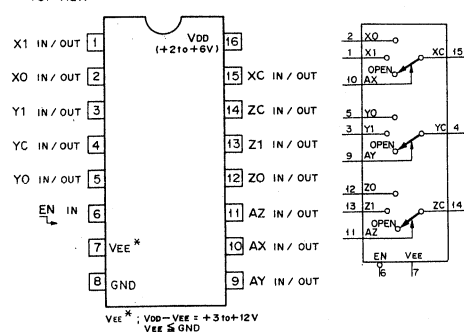 X1 IN / OUT 1
VDD 16
(+2 to +6V)
X0 IN / OUT 2
15 XC IN / OUT
Y1 IN / OUT 3
14 ZC IN / OUT
YC IN / OUT 4
13 Z1 IN / OUT
Y0 IN / OUT 5
12 Z0 IN / OUT
EN IN 6
11 AZ IN / OUT
7 VEE *
10 AX IN / OUT
8 GND
9 AY IN / OUT
VEE* ; VDD-VEE = +3 to +12V
VEE ≦ GND
2 X0
1 X1 XC 15
OPEN
10 AX
5 Y0
3 Y1 YC 4
OPEN
9 AY
12 Z0
13 Z1 ZC 14
OPEN
11 AZ
EN VEE
6 7